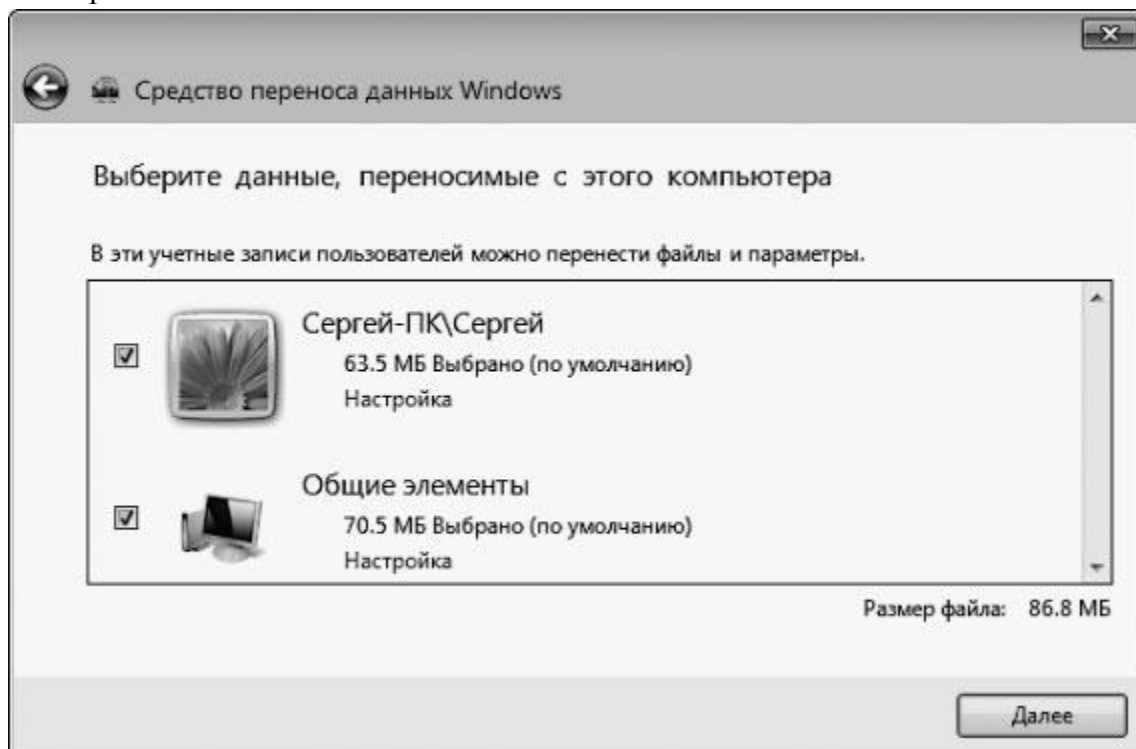 Средство переноса данных Windows
Выберите данные, переносимые с этого компьютера
В эти учетные записи пользователей можно перенести файлы и параметры.
Сергей-ПК\Сергей
63.5 МБ Выбрано (по умолчанию)
Настройка
Общие элементы
70.5 МБ Выбрано (по умолчанию)
Настройка
Размер файла: 86.8 МБ
Далее